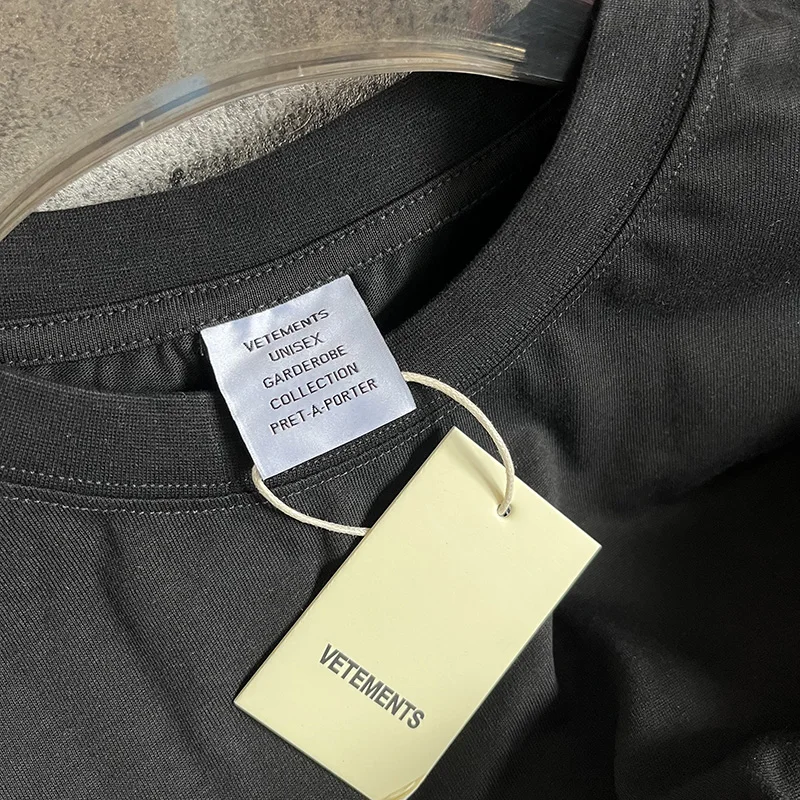 VETEMENTS
UNISEX
GARDEROBE
COLLECTION
PRET-A-PORTER
VETEMENTS